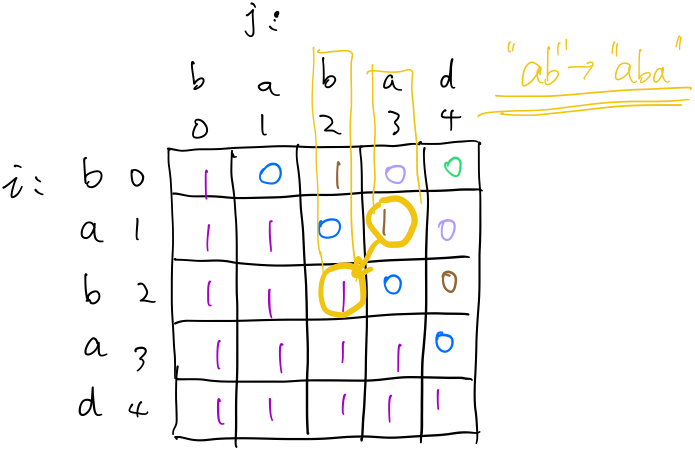 j:
b a b a d
0 1 2 3 4
"ab" → "aba"
i: b 0 1 0 1 0 0
a 1 1 1 0 1 0
b 2 1 1 1 0 0
a 3 1 1 1 1 0
d 4 1 1 1 1 1